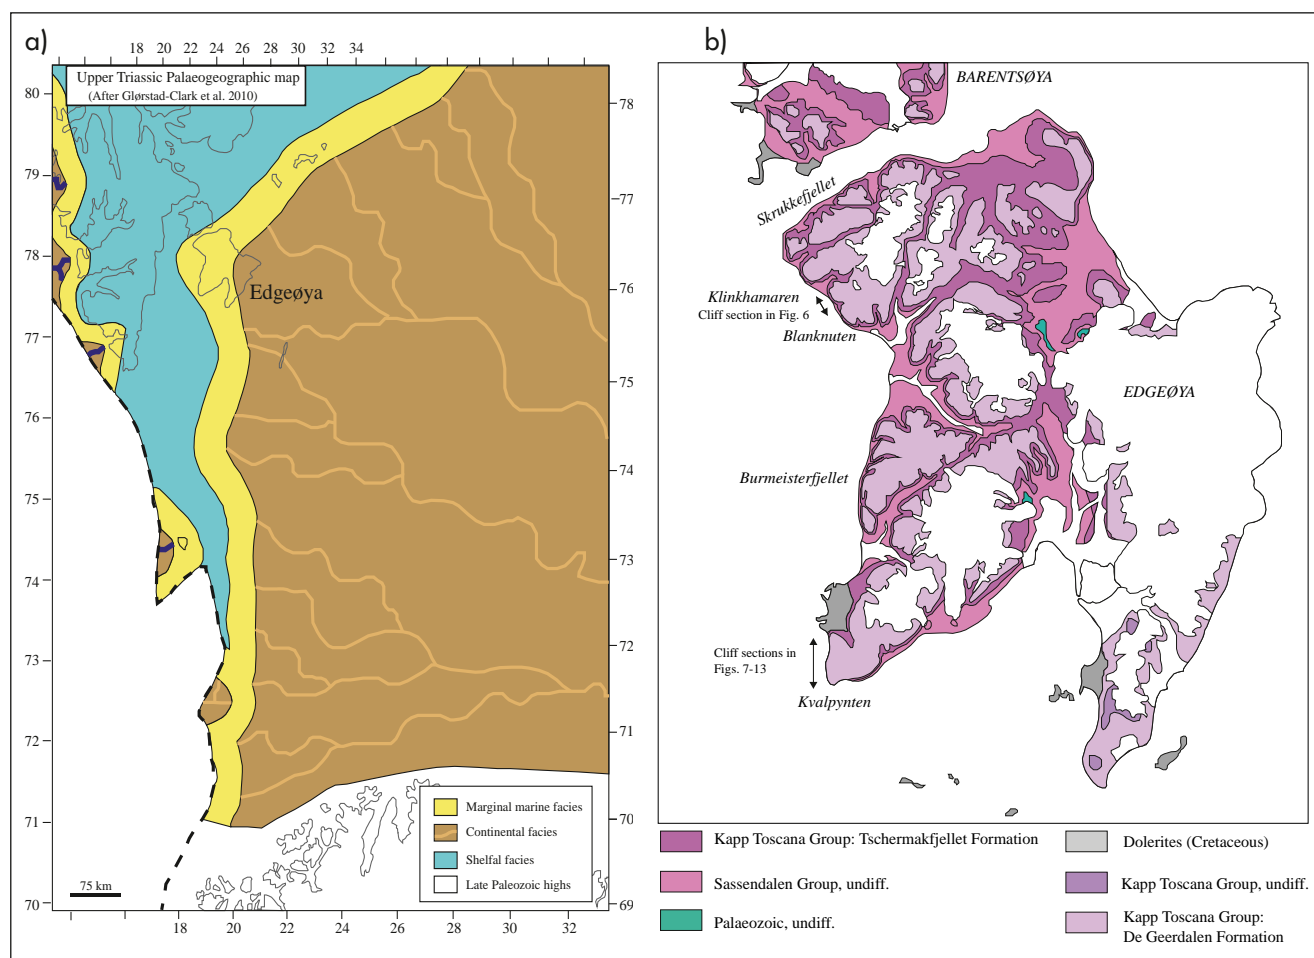 a)
18 20 22 24 26 28 30 32 34
Upper Triassic Palaeogeographic map
(After Glørstad-Clark et al. 2010)
80
79
78
77
76
75
74
73
72
71
70
78
77
76
75
74
73
72
71
70
69
Edgeøya
Marginal marine facies
Continental facies
Shelfal facies
Late Paleozoic highs
75 km
18 20 22 24 26 28 30 32
b)
BARENTSØYA
Skrukkefjellet
Klinkhamaren
Cliff section in Fig. 6
Blanknuten
EDGEØYA
Burmeisterfjellet
Cliff sections in
Figs. 7-13
Kvalpynten
Kapp Toscana Group: Tschermakfjellet Formation
Sassendalen Group, undiff.
Palaeozoic, undiff.
Dolerites (Cretaceous)
Kapp Toscana Group, undiff.
Kapp Toscana Group:
De Geerdalen Formation